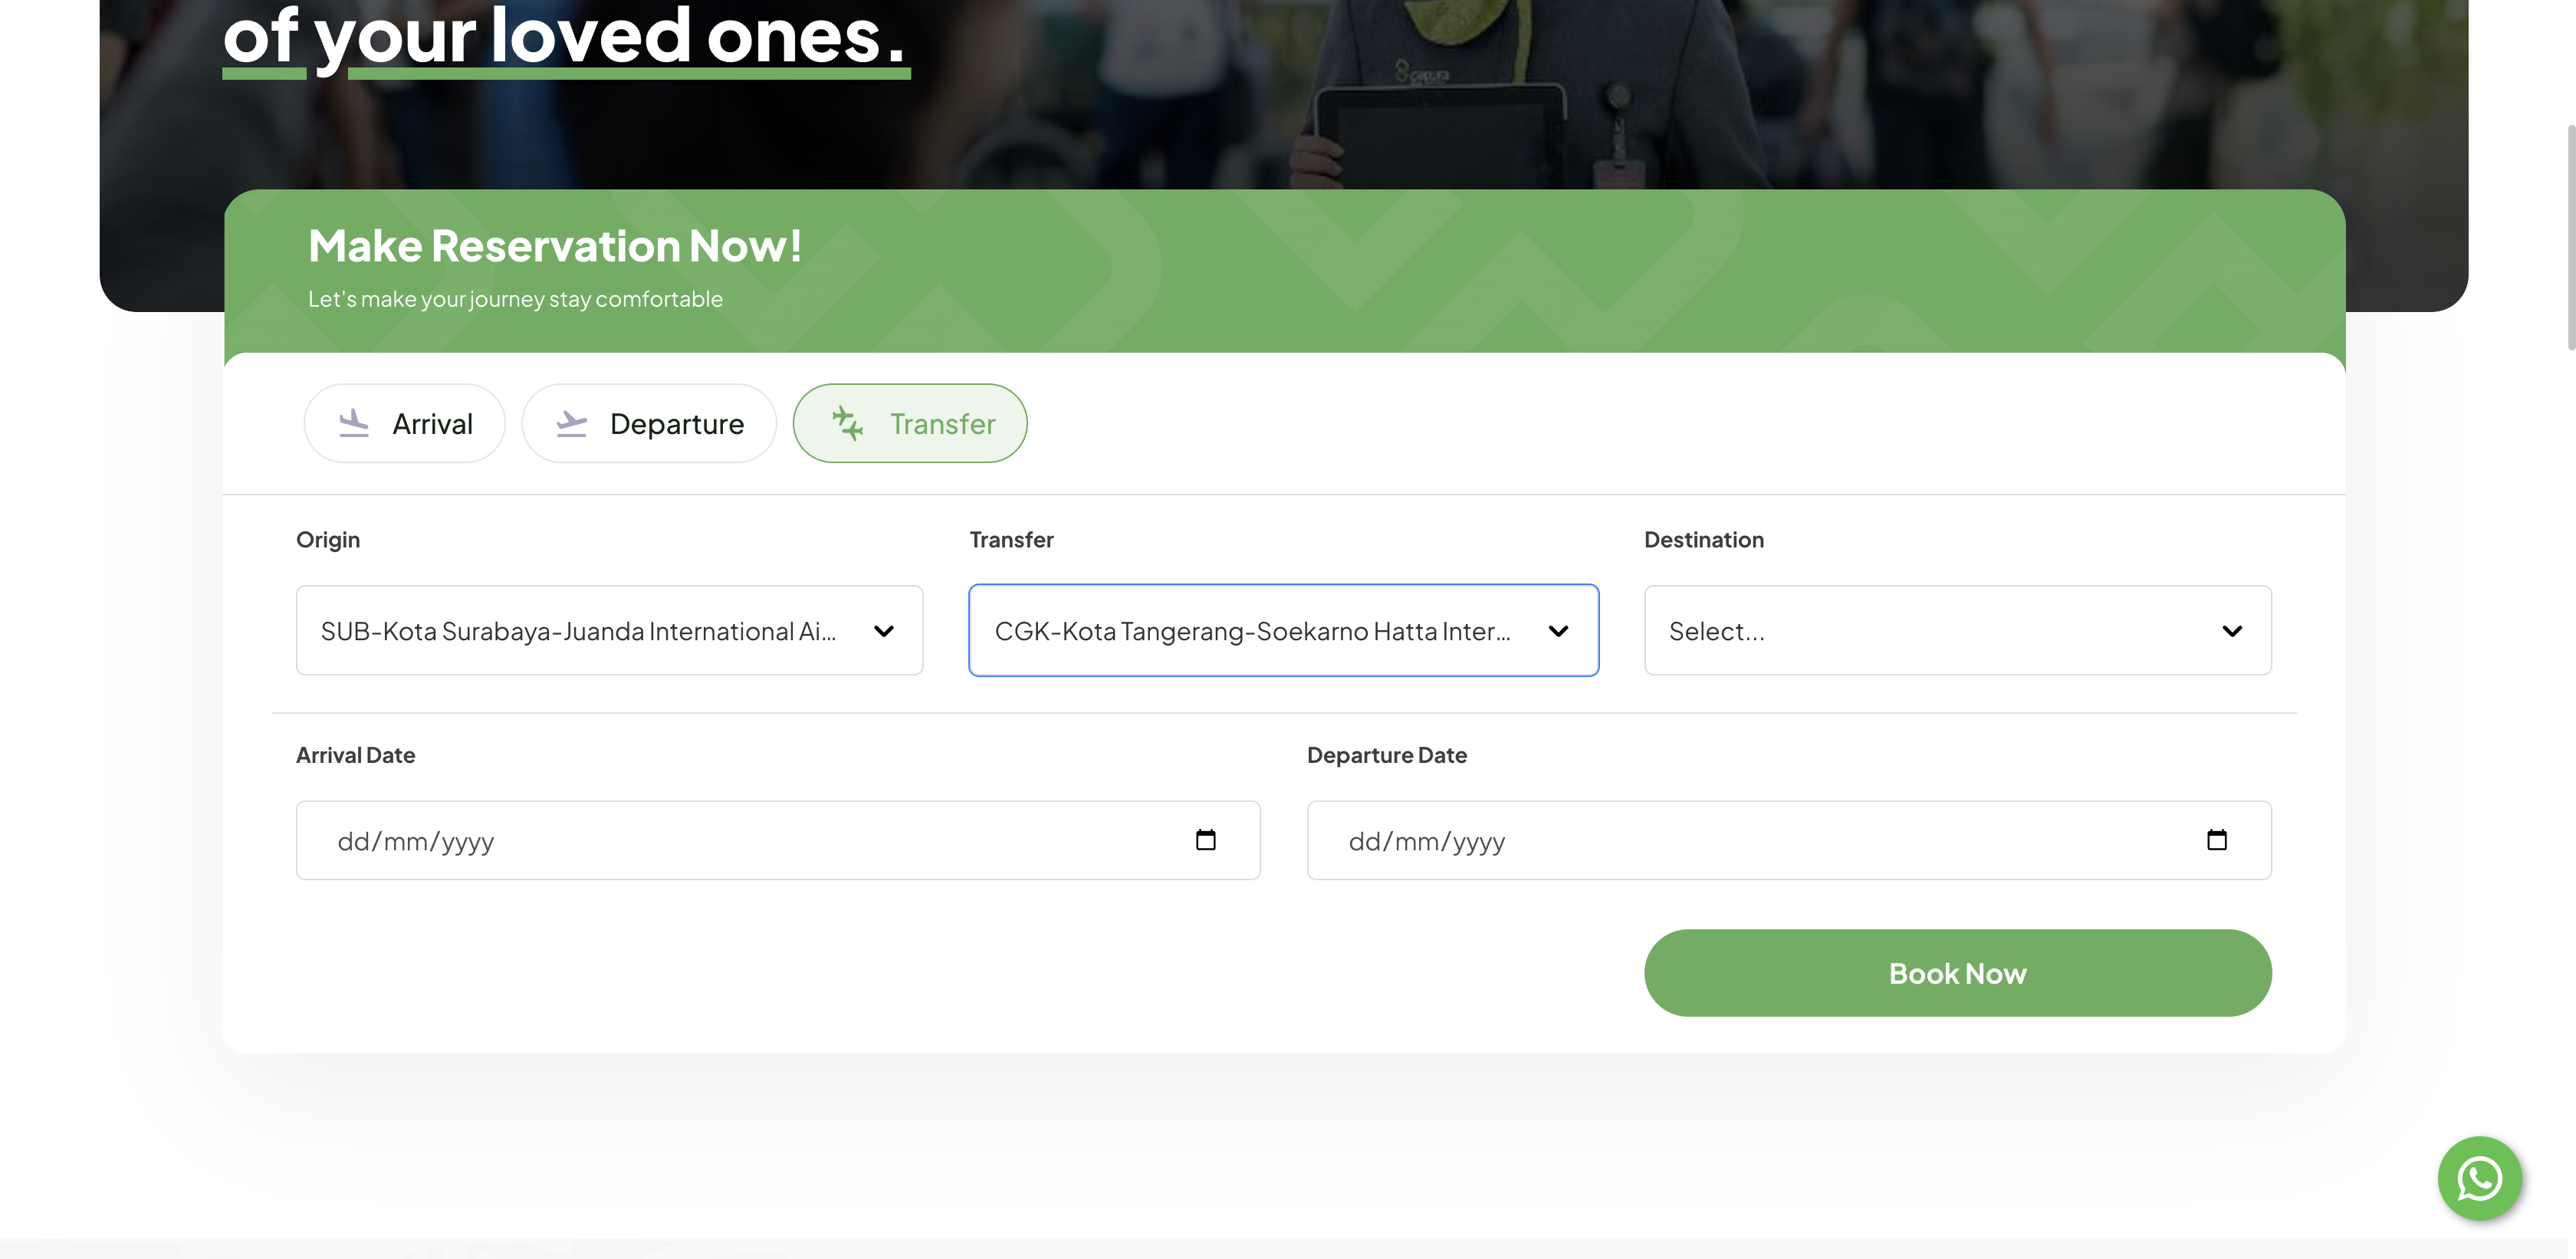 of your loved ones.
gapura
Make Reservation Now!
Let's make your journey stay comfortable
Arrival
Departure
Transfer
Origin
Transfer
Destination
SUB-Kota Surabaya-Juanda International Ai...
CGK-Kota Tangerang-Soekarno Hatta Inter...
Select...
Arrival Date
Departure Date
dd/mm/yyyy
dd/mm/yyyy
Book Now